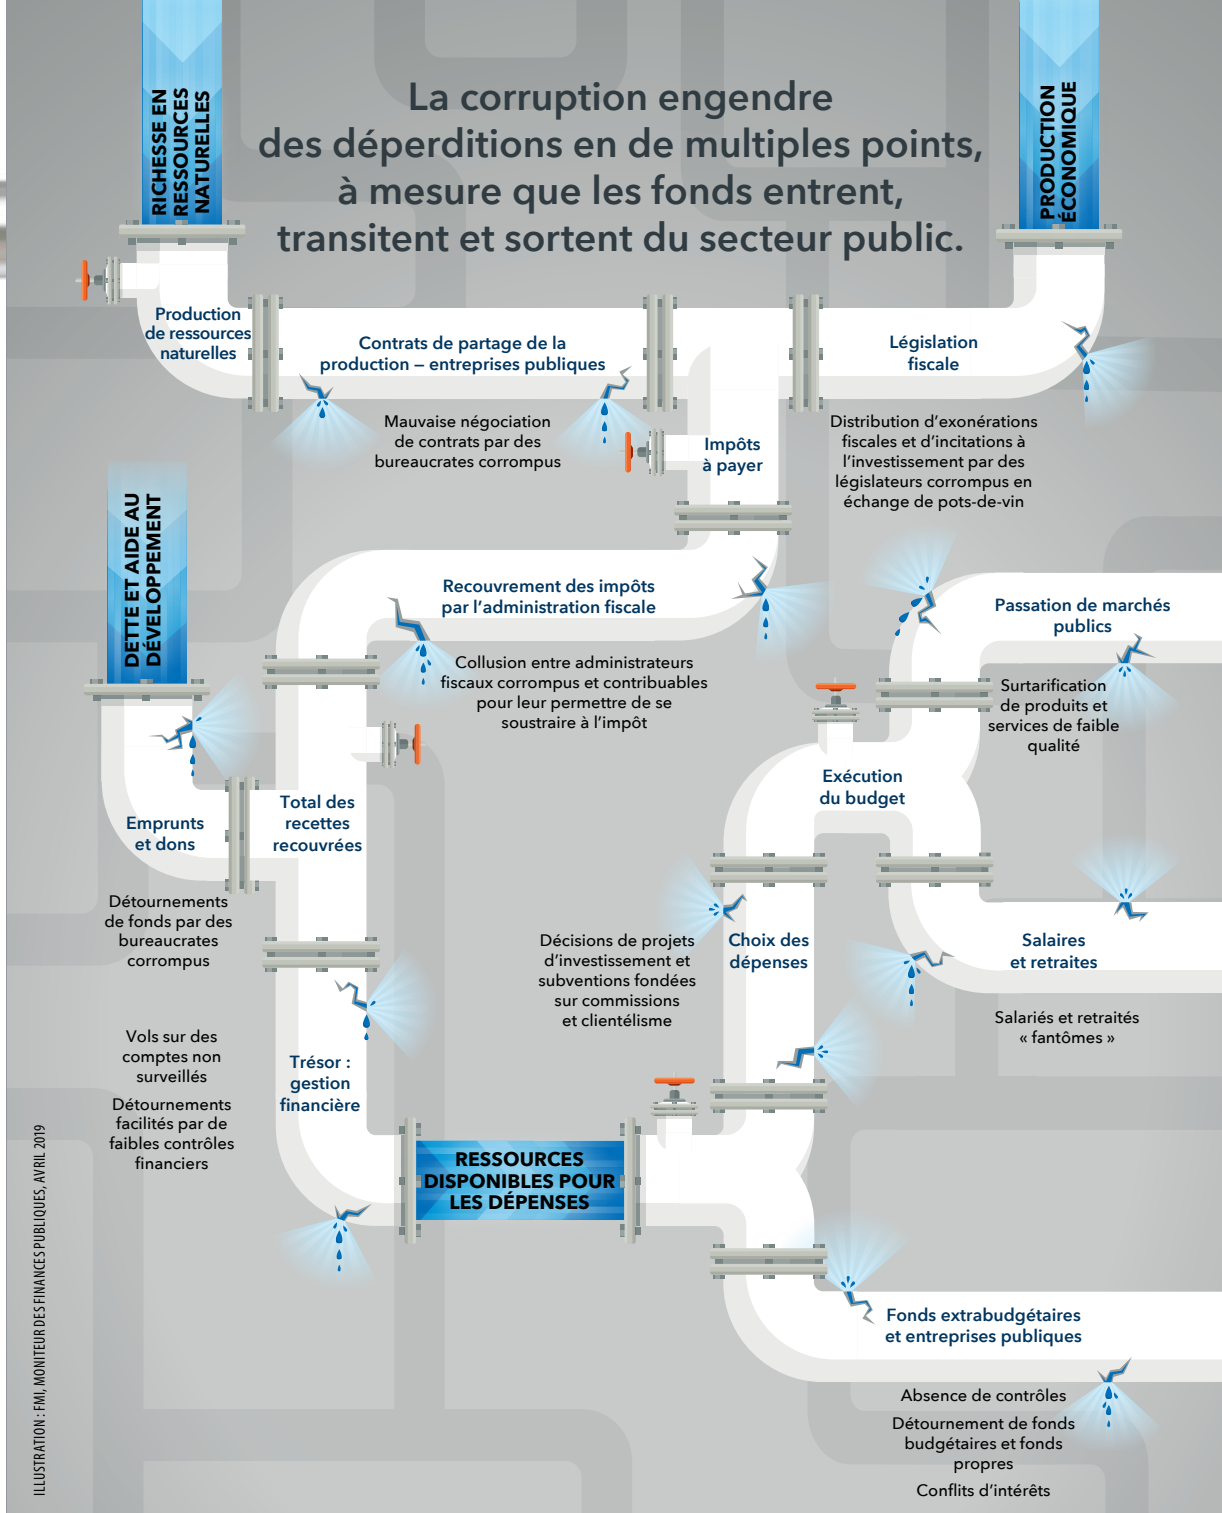 La corruption engendre
des déperditions en de multiples points,
à mesure que les fonds entrent,
transitent et sortent du secteur public.
RICHESSE EN
RESSOURCES
NATURELLES
PRODUCTION
ÉCONOMIQUE
Production
de ressources
naturelles
Contrats de partage de la
production – entreprises publiques
Législation
fiscale
Mauvaise négociation
de contrats par des
bureaucrates corrompus
Impôts
à payer
Distribution d’exonérations
fiscales et d’incitations à
l’investissement par des
législateurs corrompus en
échange de pots-de-vin
DETTE ET AIDE AU
DÉVELOPPEMENT
Recouvrement des impôts
par l’administration fiscale
Collusion entre administrateurs
fiscaux corrompus et contribuables
pour leur permettre de se
soustraire à l’impôt
Passation de marchés
publics
Surtarification
de produits et
services de faible
qualité
Exécution
du budget
Emprunts
et dons
Total des
recettes
recouvrées
Détournements
de fonds par des
bureaucrates
corrompus
Décisions de projets
d’investissement et
subventions fondées
sur commissions
et clientélisme
Choix des
dépenses
Salaires
et retraites
Salariés et retraités
« fantômes »
Vols sur des
comptes non
surveillés
Détournements
facilités par de
faibles contrôles
financiers
Trésor :
gestion
financière
RESSOURCES
DISPONIBLES POUR
LES DÉPENSES
Fonds extrabudgétaires
et entreprises publiques
Absence de contrôles
Détournement de fonds
budgétaires et fonds
propres
Conflits d’intérêts
ILLUSTRATION : FMI, MONITEUR DES FINANCES PUBLIQUES, AVRIL 2019